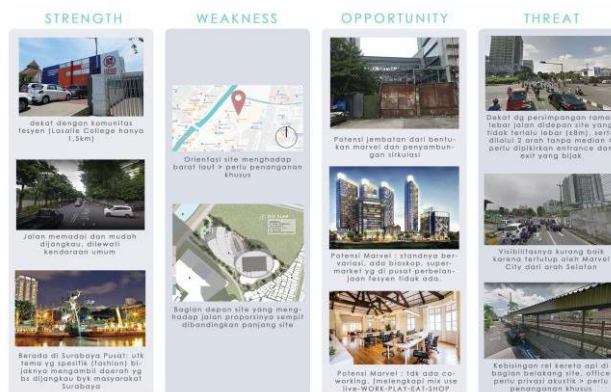 STRENGTH
dekat dengan komunitas
fesyen (Lasalle College hanya
1,5km)
Jalan memadai dan mudah
dijangkau, dilewati
kendaraan umum
Berada di Surabaya Pusat: utk
tema yg spesifik (fashion) bi-
jaknya mengambil daerah yg
bs dijangkau byk masyarakat
Surabaya
WEAKNESS
Orientasi site menghadap
barat laut > perlu penanganan
khusus
Bagian depan site yang meng-
hadap jalan proporsinya sempit
dibandingkan panjang site
OPPORTUNITY
Potensi jembatan dari bentu-
kan marvel dan penyambun-
gan sirkulasi
Potensi Marvel : standnya ber-
variasi, ada bioskop, super-
market yg di pusat perbelan-
jaan fesyen tidak ada.
Potensi Marvel : tdk ada co-
working, (melengkapi mix use
live-WORK-PLAY-EAT-SHOP
THREAT
Dekat dg persimpangan ramai
lebar jalan didepan site yang
tidak terlalu lebar (±8m), serta
dilalui 2 arah tanpa median >
perlu dipikirkan entrance dan
exit yang bijak
Visibilitasnya kurang baik
karena tertutup oleh Marvel
City dari arah Selatan
Kebisingan rel kereta api di
bagian belakang site, office
perlu privasi akustik > perlu
penanganan khusus